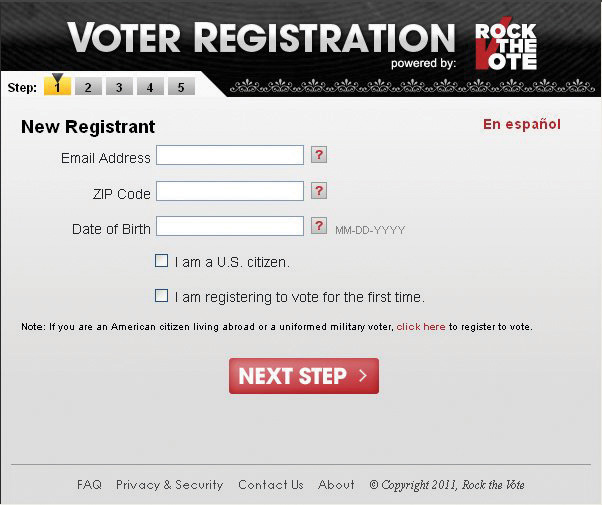 VOTER REGISTRATION
powered by:
ROCK THE VOTE
Step: 1 2 3 4 5
New Registrant
En español
Email Address ?
ZIP Code ?
Date of Birth ? MM-DD-YYYY
I am a U.S. citizen.
I am registering to vote for the first time.
Note: If you are an American citizen living abroad or a uniformed military voter, click here to register to vote.
NEXT STEP >
FAQ Privacy & Security Contact Us About © Copyright 2011, Rock the Vote